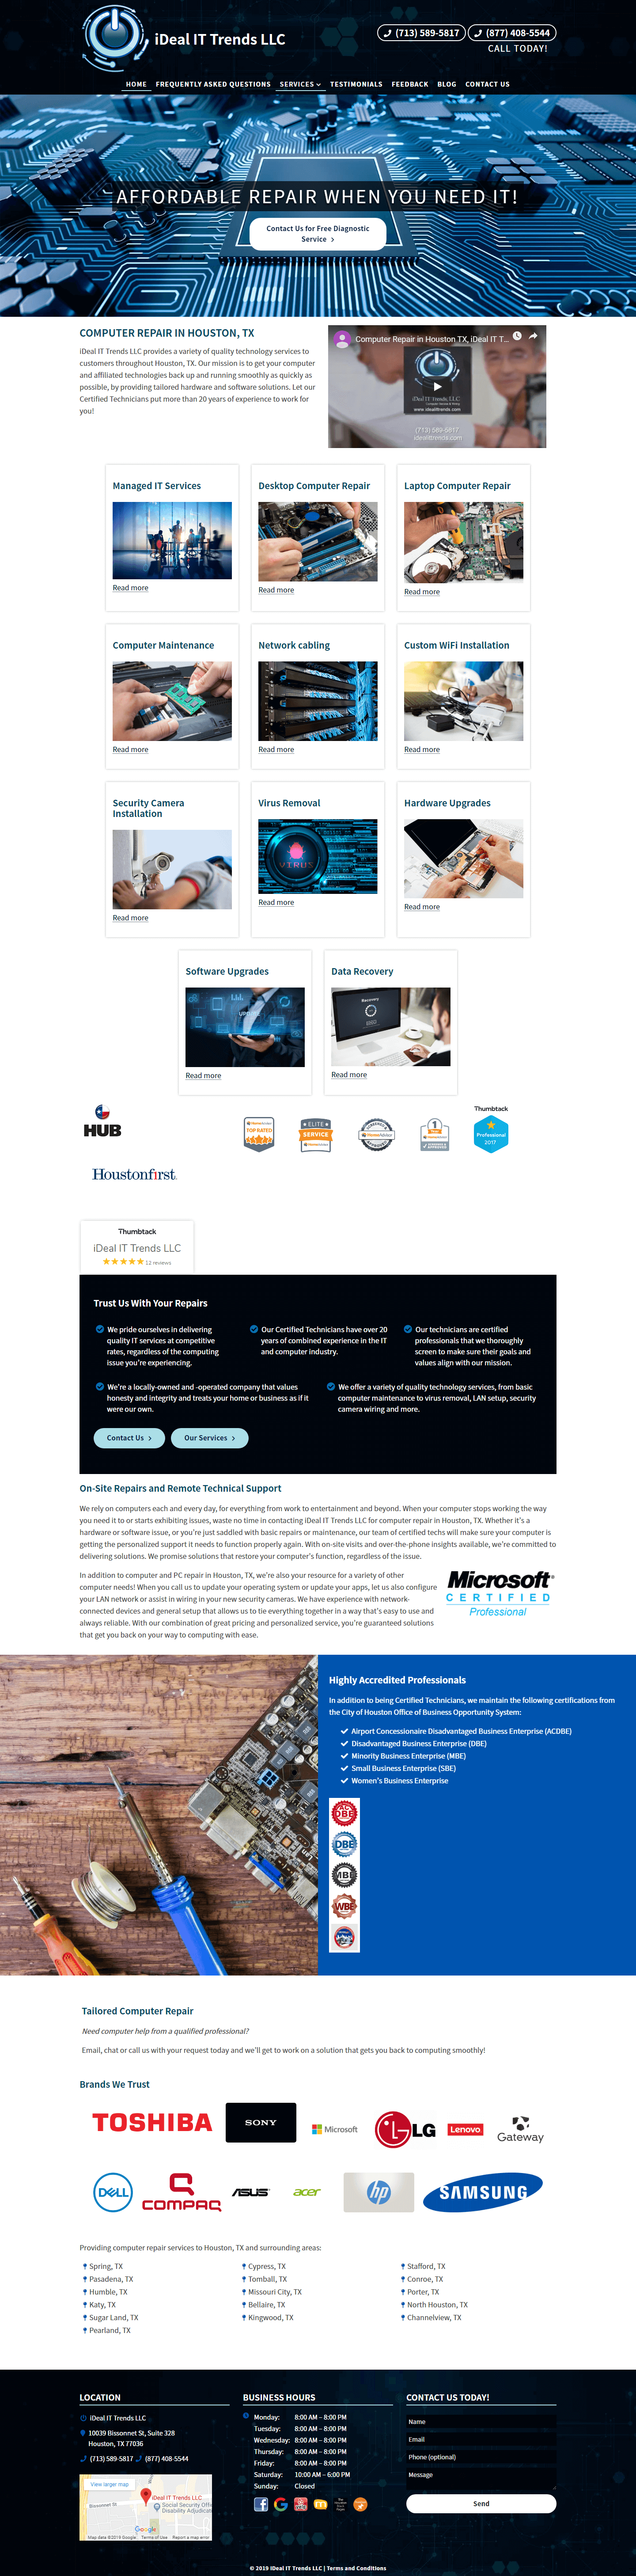 iDeal IT Trends LLC
(713) 589-5817
(877) 408-5544
CALL TODAY!
HOME
FREQUENTLY ASKED QUESTIONS
SERVICES
TESTIMONIALS
FEEDBACK
BLOG
CONTACT US
AFFORDABLE REPAIR WHEN YOU NEED IT!
Contact Us for Free Diagnostic
Service
COMPUTER REPAIR IN HOUSTON, TX
iDeal IT Trends LLC provides a variety of quality technology services to
customers throughout Houston, TX. Our mission is to get your computer
and affiliated technologies back up and running smoothly as quickly as
possible, by providing tailored hardware and software solutions. Let our
Certified Technicians put more than 20 years of experience to work for
you!
Computer Repair in Houston TX, iDeal IT T...
iDeal IT Trends, LLC
www.idealittrends.com
(713) 589-5817
idealittrends.com
Managed IT Services
Read more
Desktop Computer Repair
Read more
Laptop Computer Repair
Read more
Computer Maintenance
Read more
Network cabling
Read more
Custom WiFi Installation
Read more
Security Camera
Installation
Read more
Virus Removal
VIRUS
Read more
Hardware Upgrades
Read more
Software Upgrades
Read more
Data Recovery
Recovery
Read more
HUB
TOP RATED
ELITE
SERVICE
HomeAdvisor
Thumbtack
Professional
2017
Houstonfirst
Thumbtack
iDeal IT Trends LLC
12 reviews
Trust Us With Your Repairs
We pride ourselves in delivering
quality IT services at competitive
rates, regardless of the computing
issue you're experiencing.
Our Certified Technicians have over 20
years of combined experience in the IT
and computer industry.
Our technicians are certified
professionals that we thoroughly
screen to make sure their goals and
values align with our mission.
We're a locally-owned and -operated company that values
honesty and integrity and treats your home or business as if it
were our own.
We offer a variety of quality technology services, from basic
computer maintenance to virus removal, LAN setup, security
camera wiring and more.
Contact Us
Our Services
On-Site Repairs and Remote Technical Support
We rely on computers each and every day, for everything from work to entertainment and beyond. When your computer stops working the way
you need it to or starts exhibiting issues, waste no time in contacting iDeal IT Trends LLC for computer repair in Houston, TX. Whether it's a
hardware or software issue, or you're just saddled with basic repairs or maintenance, our team of certified techs will make sure your computer is
getting the personalized support it needs to function properly again. With on-site visits and over-the-phone insights available, we're committed to
delivering solutions. We promise solutions that restore your computer's function, regardless of the issue.
In addition to computer and PC repair in Houston, TX, we're also your resource for a variety of other
computer needs! When you call us to update your operating system or update your apps, let us also configure
your LAN network or assist in wiring in your new security cameras. We have experience with network-
connected devices and general setup that allows us to tie everything together in a way that's easy to use and
always reliable. With our combination of great pricing and personalized service, you're guaranteed solutions
that get you back on your way to computing with ease.
Microsoft
CERTIFIED
Professional
Highly Accredited Professionals
In addition to being Certified Technicians, we maintain the following certifications from
the City of Houston Office of Business Opportunity System:
Airport Concessionaire Disadvantaged Business Enterprise (ACDBE)
Disadvantaged Business Enterprise (DBE)
Minority Business Enterprise (MBE)
Small Business Enterprise (SBE)
Women's Business Enterprise
AC
DBE
DBE
MBE
WBE
Tailored Computer Repair
Need computer help from a qualified professional?
Email, chat or call us with your request today and we'll get to work on a solution that gets you back to computing smoothly!
Brands We Trust
TOSHIBA
SONY
Microsoft
LG
Lenovo
Gateway
DELL
COMPAQ
ASUS
acer
hp
SAMSUNG
Providing computer repair services to Houston, TX and surrounding areas:
Spring, TX
Pasadena, TX
Humble, TX
Katy, TX
Sugar Land, TX
Pearland, TX
Cypress, TX
Tomball, TX
Missouri City, TX
Bellaire, TX
Kingwood, TX
Stafford, TX
Conroe, TX
Porter, TX
North Houston, TX
Channelview, TX
LOCATION
iDeal IT Trends LLC
10039 Bissonnet St, Suite 328
Houston, TX 77036
(713) 589-5817
(877) 408-5544
View larger map
iDeal IT Trends LLC
Social Security Offi
Disability Adjudication
Bissonnet St
Google
Map data ©2019 Google
Terms of Use
Report a map error
BUSINESS HOURS
Monday: 8:00 AM – 8:00 PM
Tuesday: 8:00 AM – 8:00 PM
Wednesday: 8:00 AM – 8:00 PM
Thursday: 8:00 AM – 8:00 PM
Friday: 8:00 AM – 8:00 PM
Saturday: 10:00 AM – 6:00 PM
Sunday: Closed
CONTACT US TODAY!
Name
Email
Phone (optional)
Message
Send
© 2019 iDeal IT Trends LLC | Terms and Conditions